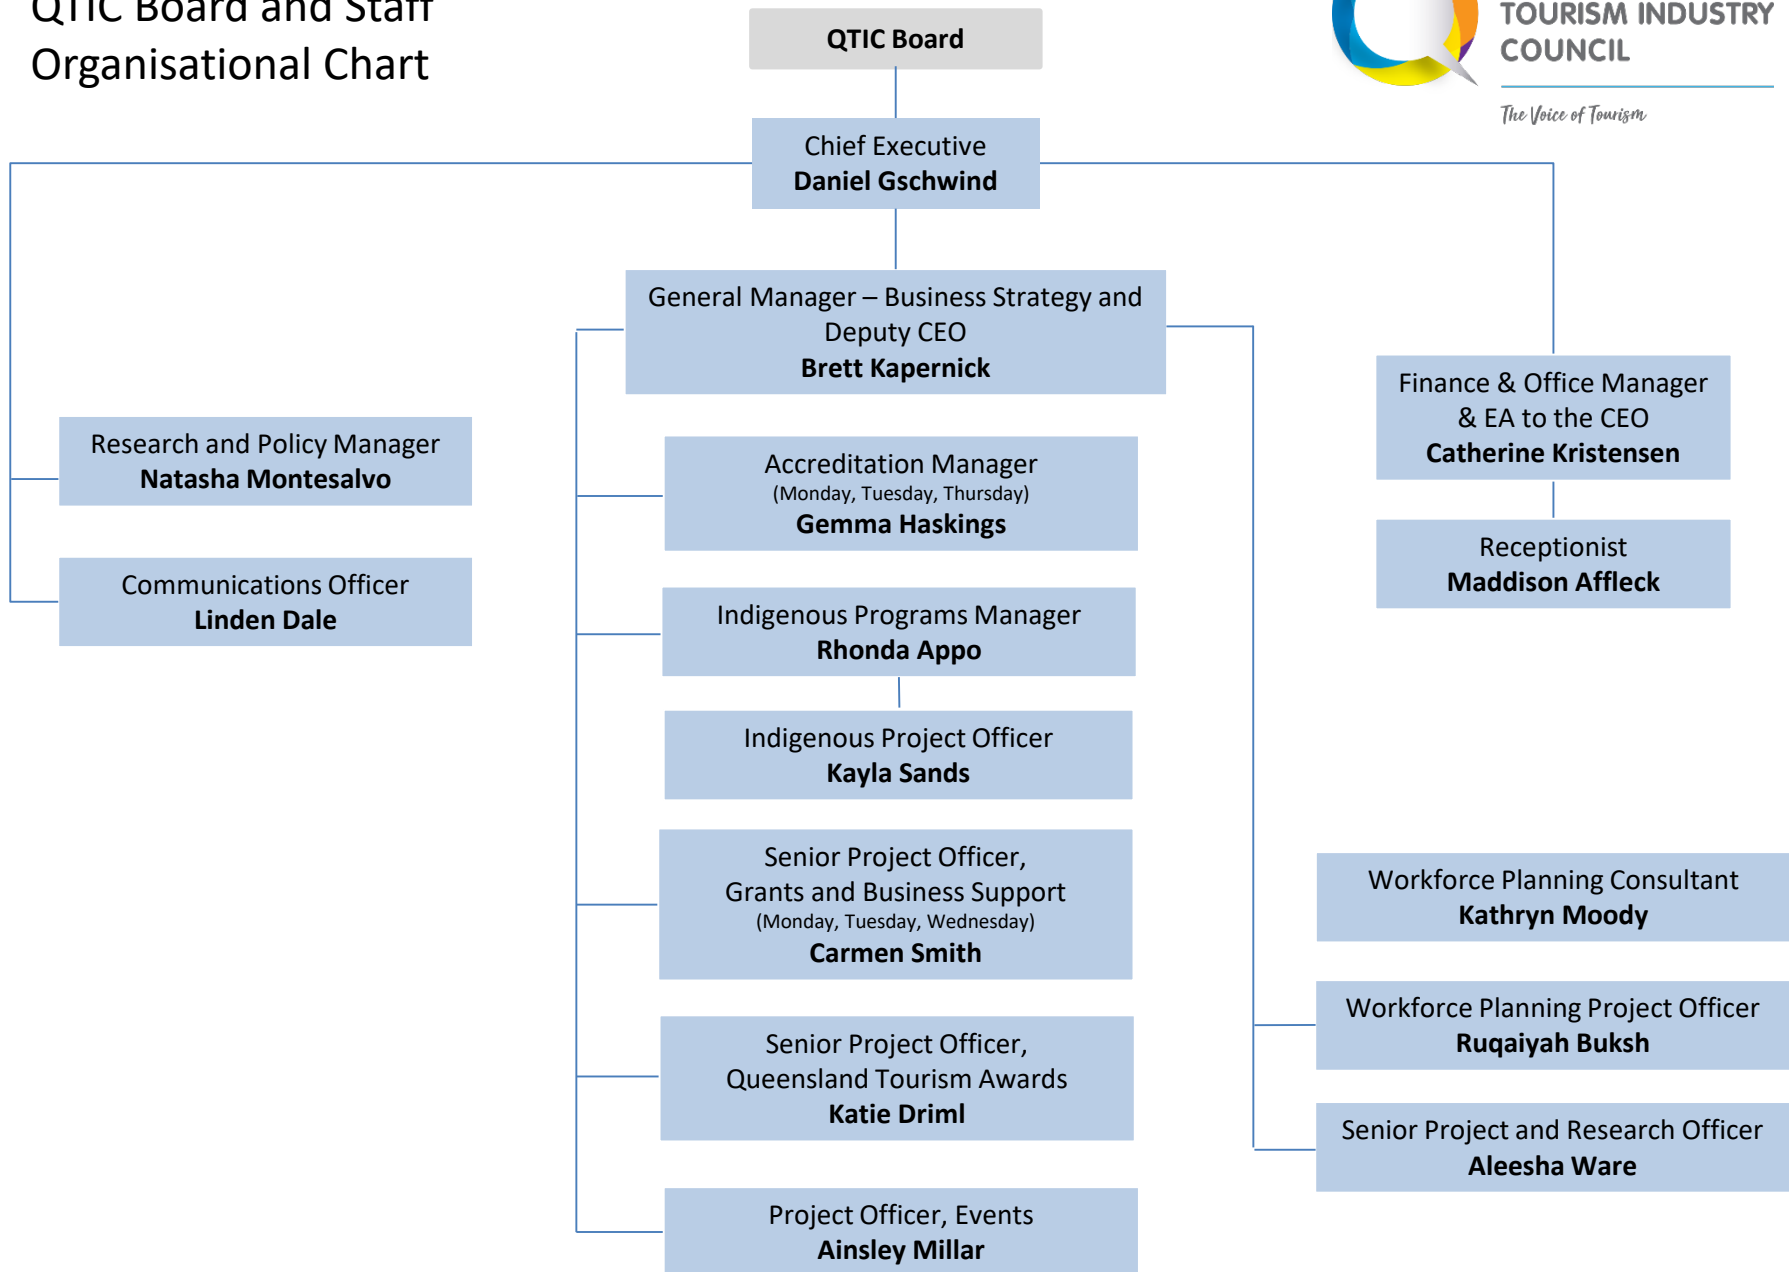 QTIC Board and Staff
Organisational Chart
QTIC Board
TOURISM INDUSTRY
COUNCIL
The Voice of Tourism
Chief Executive
Daniel Gschwind
General Manager – Business Strategy and
Deputy CEO
Brett Kapernick
Research and Policy Manager
Natasha Montesalvo
Communications Officer
Linden Dale
Accreditation Manager
(Monday, Tuesday, Thursday)
Gemma Haskings
Indigenous Programs Manager
Rhonda Appo
Indigenous Project Officer
Kayla Sands
Senior Project Officer,
Grants and Business Support
(Monday, Tuesday, Wednesday)
Carmen Smith
Senior Project Officer,
Queensland Tourism Awards
Katie Driml
Project Officer, Events
Ainsley Millar
Finance & Office Manager
& EA to the CEO
Catherine Kristensen
Receptionist
Maddison Affleck
Workforce Planning Consultant
Kathryn Moody
Workforce Planning Project Officer
Ruqaiyah Buksh
Senior Project and Research Officer
Aleesha Ware